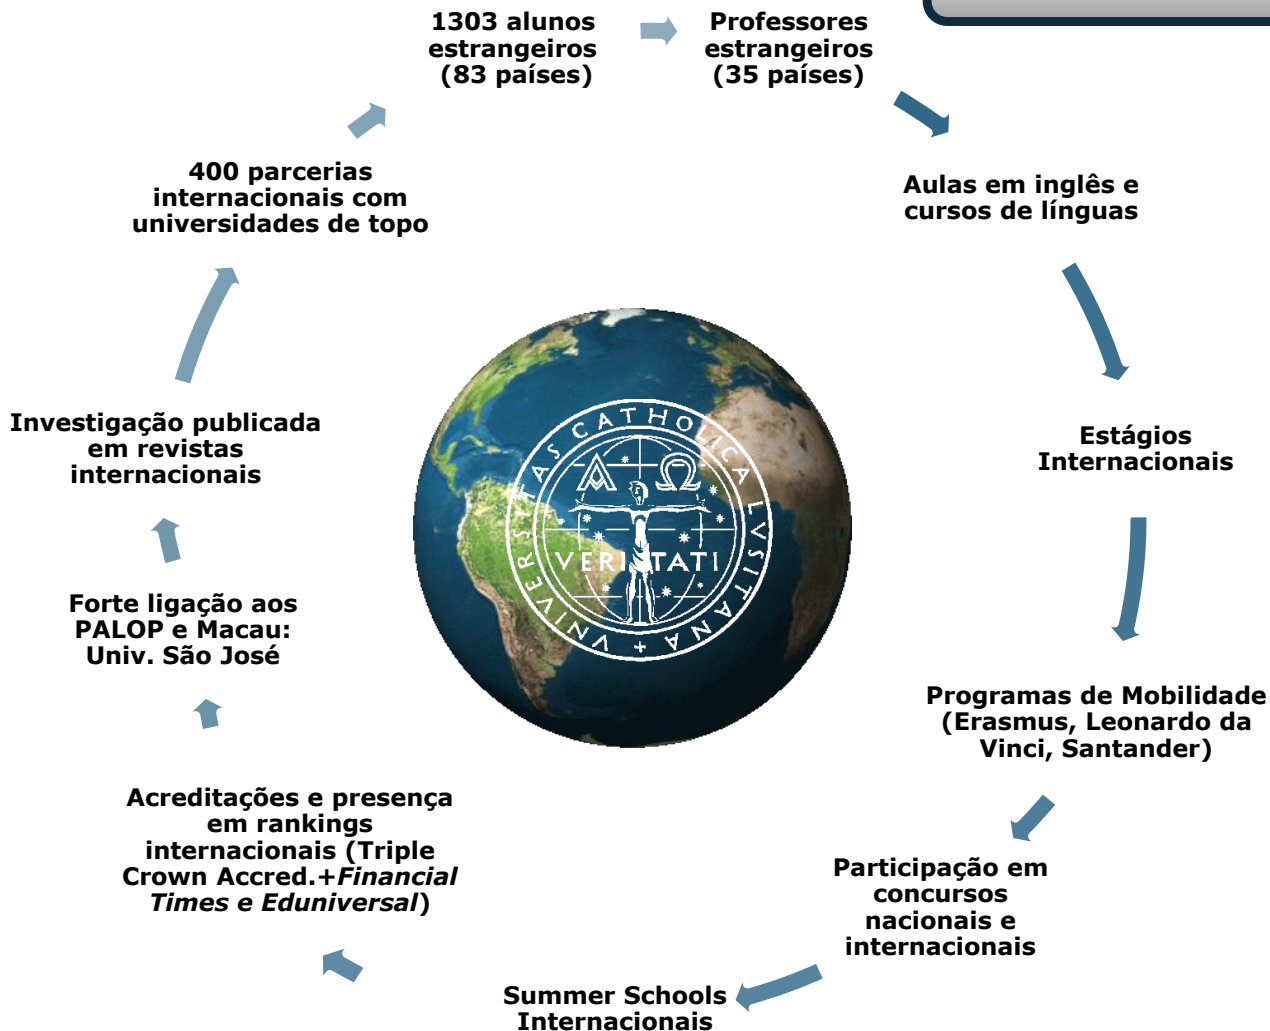 1303 alunos
estrangeiros
(83 países)
Professores
estrangeiros
(35 países)
Aulas em inglês e
cursos de línguas
Estágios
Internacionais
Programas de Mobilidade
(Erasmus, Leonardo da
Vinci, Santander)
Participação em
concursos
nacionais e
internacionais
Summer Schools
Internacionais
Acreditações e presença
em rankings
internacionais (Triple
Crown Accred.+Financial
Times e Eduniversal)
Forte ligação aos
PALOP e Macau:
Univ. São José
Investigação publicada
em revistas
internacionais
400 parcerias
internacionais com
universidades de topo
VNIVERSITAS CATHOLICA LVSITANA +
Α Ω
VERITATI